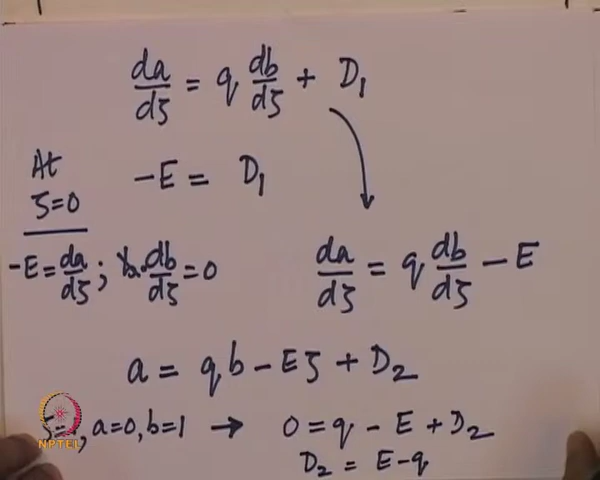 da/dζ = q db/dζ + D₁
At
ζ=0
-E = D₁
-E = da/dζ ; db/dζ = 0
da/dζ = q db/dζ - E
a = qb - Eζ + D₂
, a=0, b=1 → 0 = q - E + D₂
D₂ = E-q
NPTEL